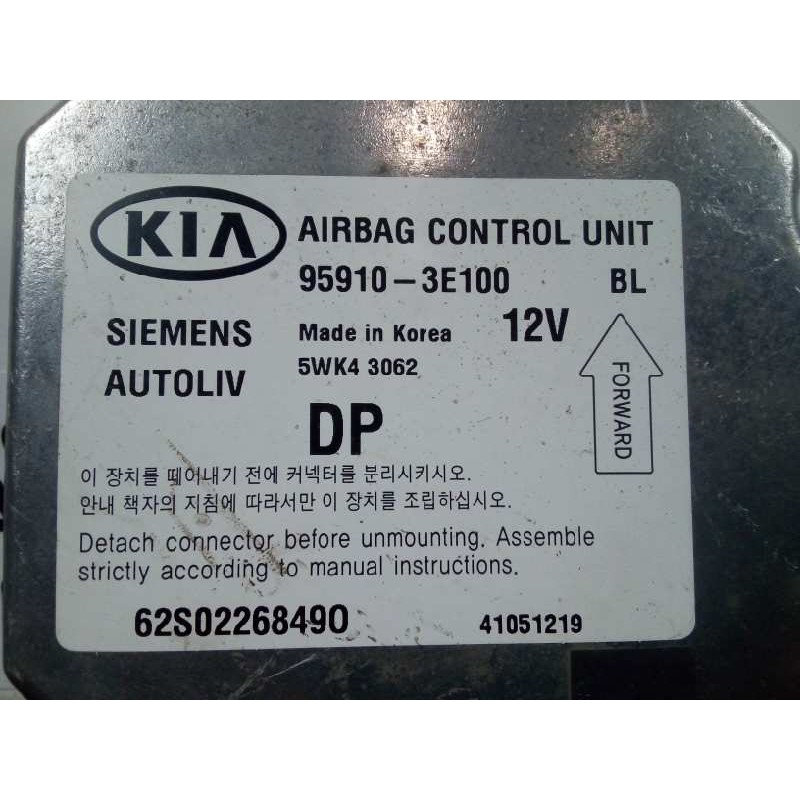 KIA AIRBAG CONTROL UNIT
95910-3E100 BL
SIEMENS Made in Korea 12V
AUTOLIV 5WK4 3062
FORWARD
DP
이 장치를 떼어내기 전에 커넥터를 분리시키시오.
안내 책자의 지침에 따라서만 이 장치를 조립하십시오.
Detach connector before unmounting. Assemble
strictly according to manual instructions.
62S02268490 41051219